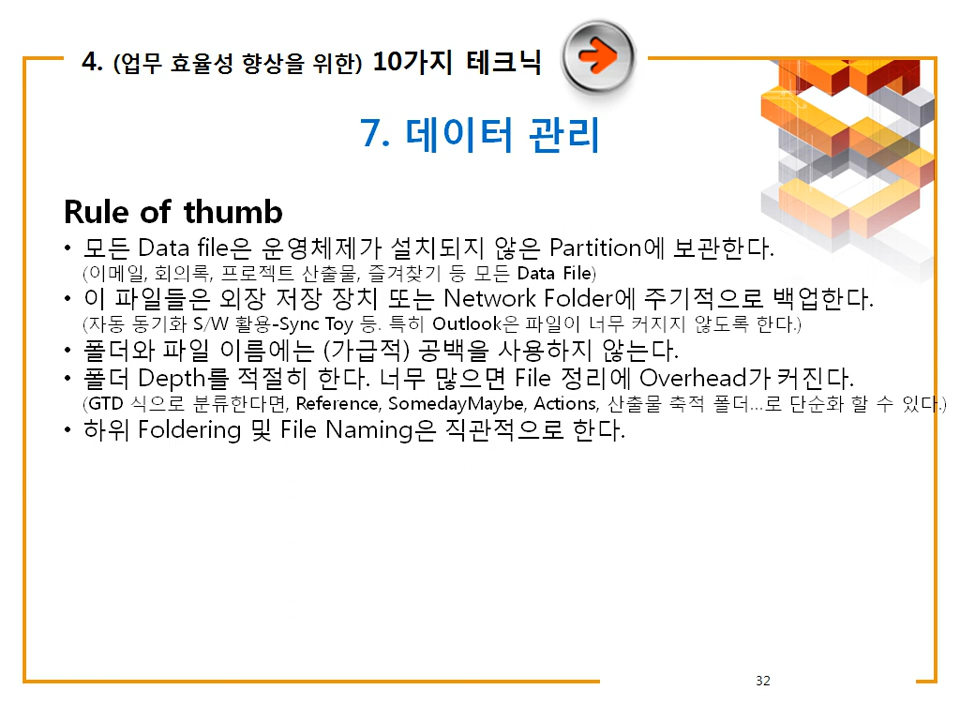 4. (업무 효율성 향상을 위한) 10가지 테크닉
7. 데이터 관리
Rule of thumb
• 모든 Data file은 운영체제가 설치되지 않은 Partition에 보관한다.
(이메일, 회의록, 프로젝트 산출물, 즐겨찾기 등 모든 Data File)
• 이 파일들은 외장 저장 장치 또는 Network Folder에 주기적으로 백업한다.
(자동 동기화 S/W 활용-Sync Toy 등. 특히 Outlook은 파일이 너무 커지지 않도록 한다.)
• 폴더와 파일 이름에는 (가급적) 공백을 사용하지 않는다.
• 폴더 Depth를 적절히 한다. 너무 많으면 File 정리에 Overhead가 커진다.
(GTD 식으로 분류한다면, Reference, SomedayMaybe, Actions, 산출물 축적 폴더...로 단순화 할 수 있다.)
• 하위 Foldering 및 File Naming은 직관적으로 한다.
32